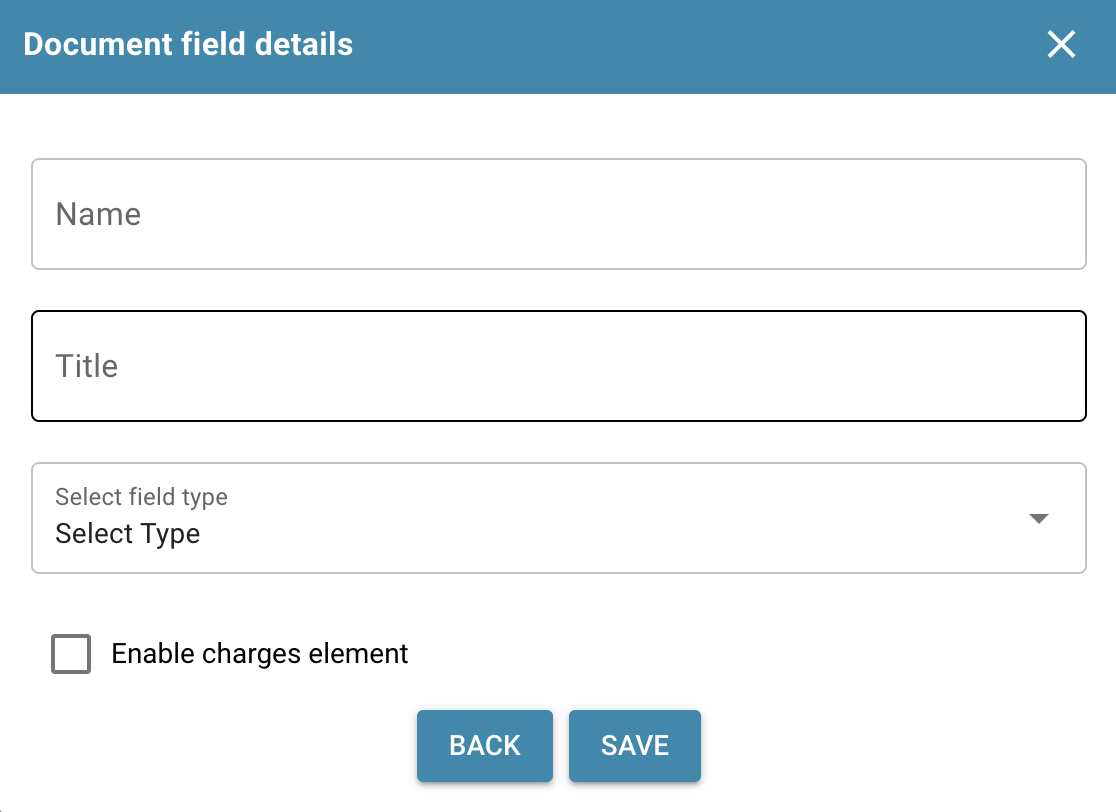 Document field details
Name
Title
Select field type
Select Type
Enable charges element
BACK SAVE